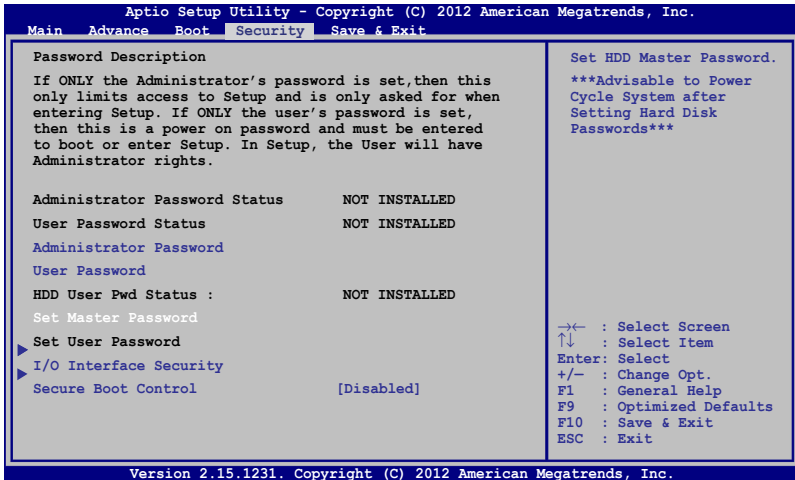 Aptio Setup Utility - Copyright (C) 2012 American Megatrends, Inc.
Main Advance Boot Security Save & Exit
Password Description
If ONLY the Administrator's password is set,then this
only limits access to Setup and is only asked for when
entering Setup. If ONLY the user's password is set,
then this is a power on password and must be entered
to boot or enter Setup. In Setup, the User will have
Administrator rights.
Administrator Password Status NOT INSTALLED
User Password Status NOT INSTALLED
Administrator Password
User Password
HDD User Pwd Status : NOT INSTALLED
Set Master Password
Set User Password
I/O Interface Security
Secure Boot Control [Disabled]
Set HDD Master Password.
***Advisable to Power
Cycle System after
Setting Hard Disk
Passwords***
→← : Select Screen
↑↓ : Select Item
Enter: Select
+/— : Change Opt.
F1 : General Help
F9 : Optimized Defaults
F10 : Save & Exit
ESC : Exit
Version 2.15.1231. Copyright (C) 2012 American Megatrends, Inc.